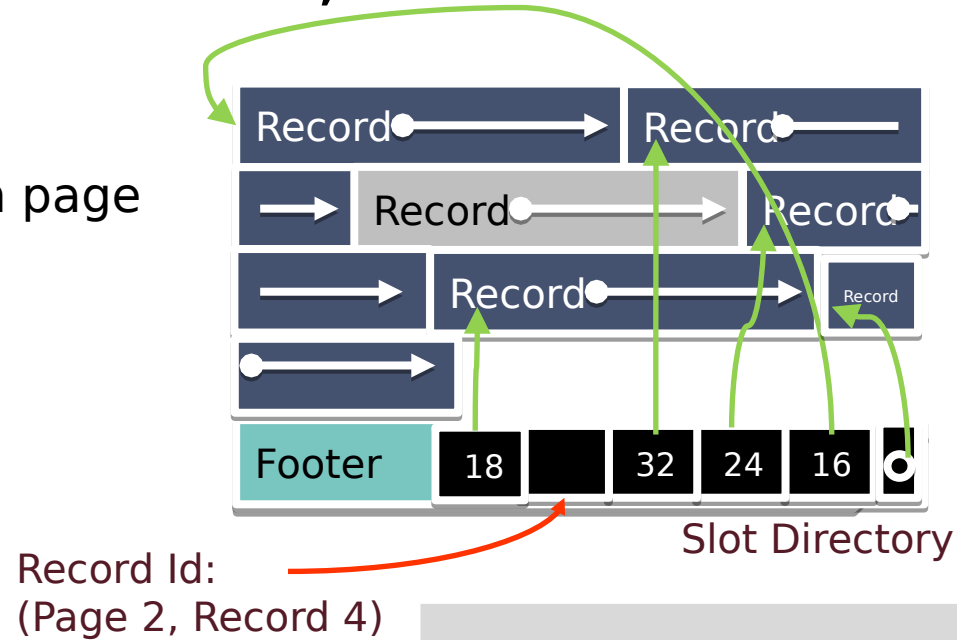 Record Record
page
Record Record
Record Record
Footer 18 32 24 16
Slot Directory
Record Id:
(Page 2, Record 4)